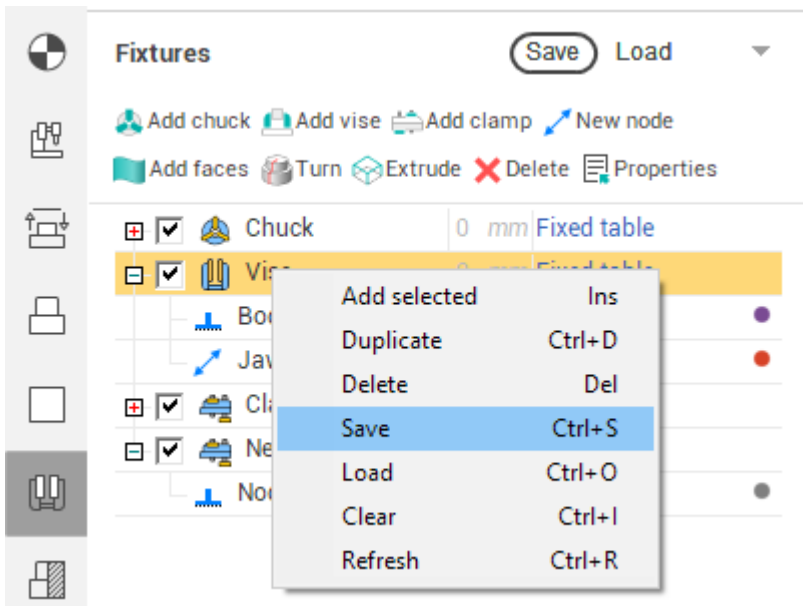 Fixtures Save Load
Add chuck Add vise Add clamp New node
Add faces Turn Extrude Delete Properties
Chuck 0 mm Fixed table
Add selected Ins
Duplicate Ctrl+D
Delete Del
Save Ctrl+S
Load Ctrl+O
Clear Ctrl+I
Refresh Ctrl+R